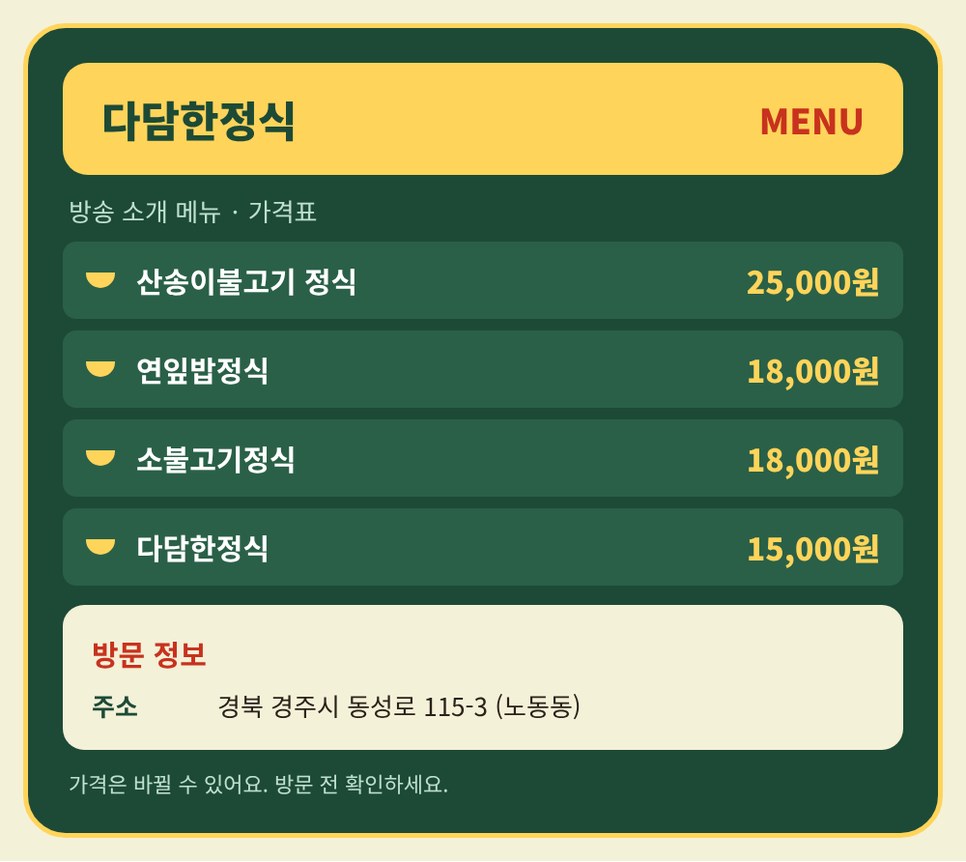 다담한정식 MENU
방송 소개 메뉴 · 가격표
산송이불고기 정식 25,000원
연잎밥정식 18,000원
소불고기정식 18,000원
다담한정식 15,000원
방문 정보
주소 경북 경주시 동성로 115-3 (노동동)
가격은 바뀔 수 있어요. 방문 전 확인하세요.